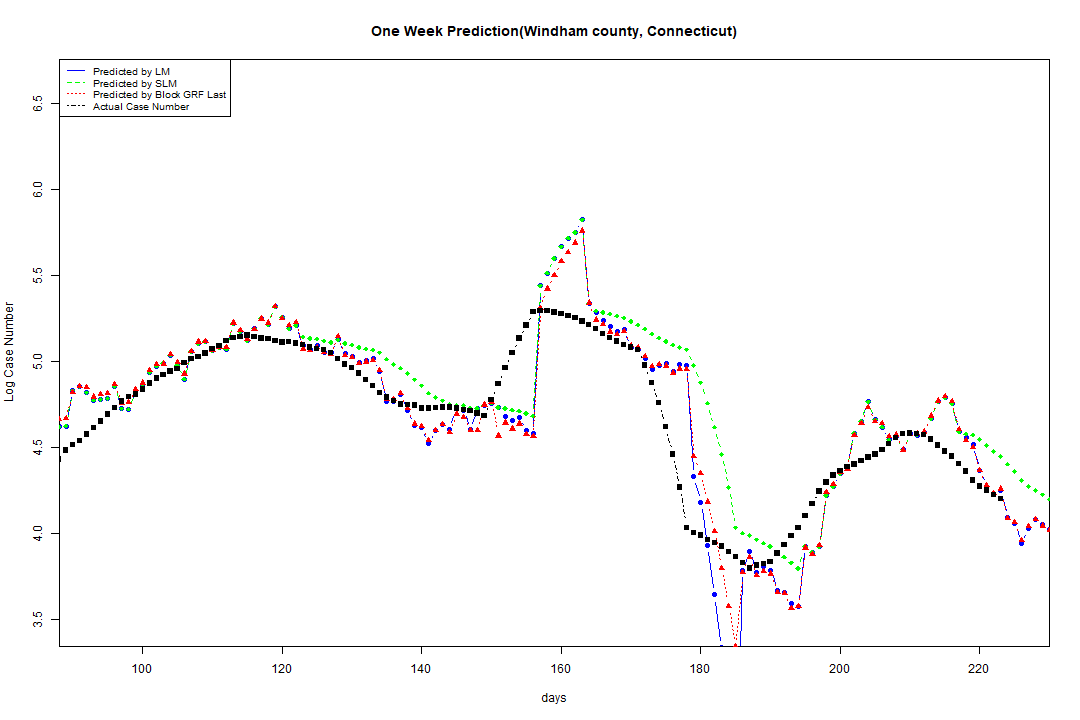 One Week Prediction(Windham county, Connecticut)
Predicted by LM
Predicted by SLM
Predicted by Block GRF Last
Actual Case Number
6.5
6.0
5.5
5.0
4.5
4.0
3.5
Log Case Number
100 120 140 160 180 200 220
days